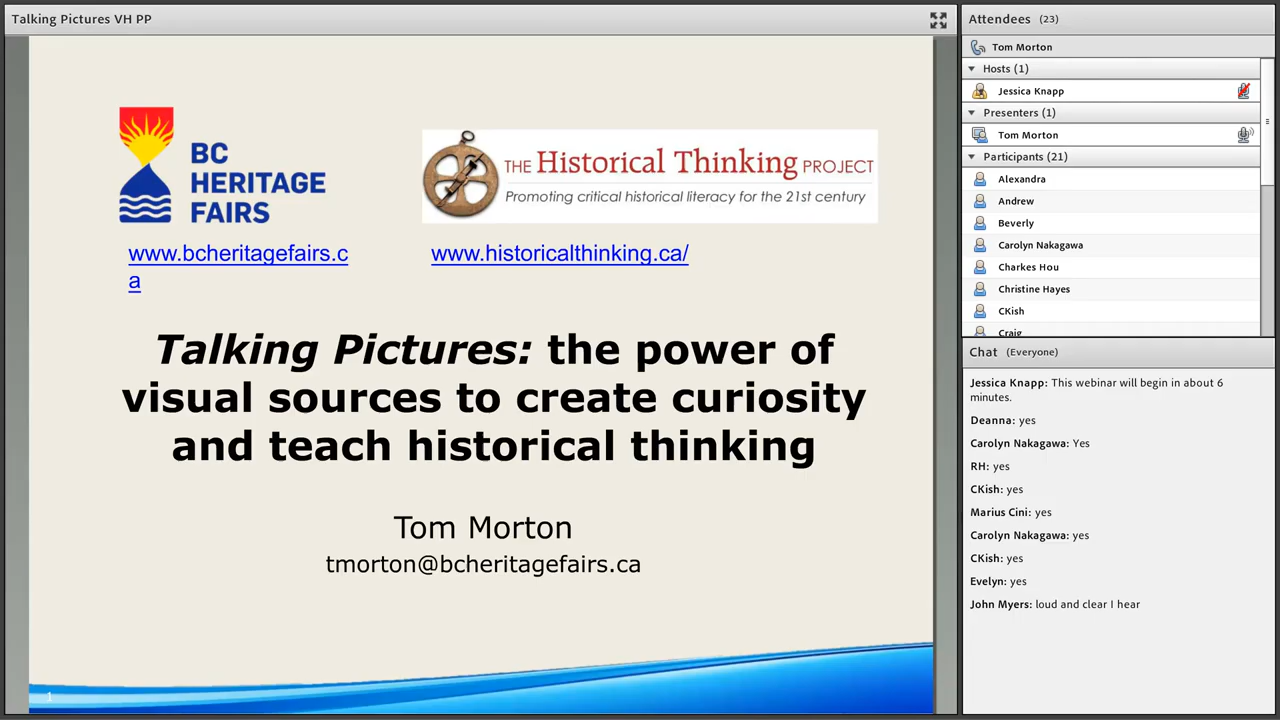 Talking Pictures VH PP
BC
HERITAGE
FAIRS
THE Historical Thinking PROJECT
Promoting critical historical literacy for the 21st century
www.bcheritagefairs.c
a
www.historicalthinking.ca/
Talking Pictures: the power of
visual sources to create curiosity
and teach historical thinking
Tom Morton
tmorton@bcheritagefairs.ca
1
Attendees (23)
Tom Morton
Hosts (1)
Jessica Knapp
Presenters (1)
Tom Morton
Participants (21)
Alexandra
Andrew
Beverly
Carolyn Nakagawa
Charkes Hou
Christine Hayes
CKish
Craig
Chat (Everyone)
Jessica Knapp: This webinar will begin in about 6
minutes.
Deanna: yes
Carolyn Nakagawa: Yes
RH: yes
CKish: yes
Marius Cini: yes
Carolyn Nakagawa: yes
CKish: yes
Evelyn: yes
John Myers: loud and clear I hear